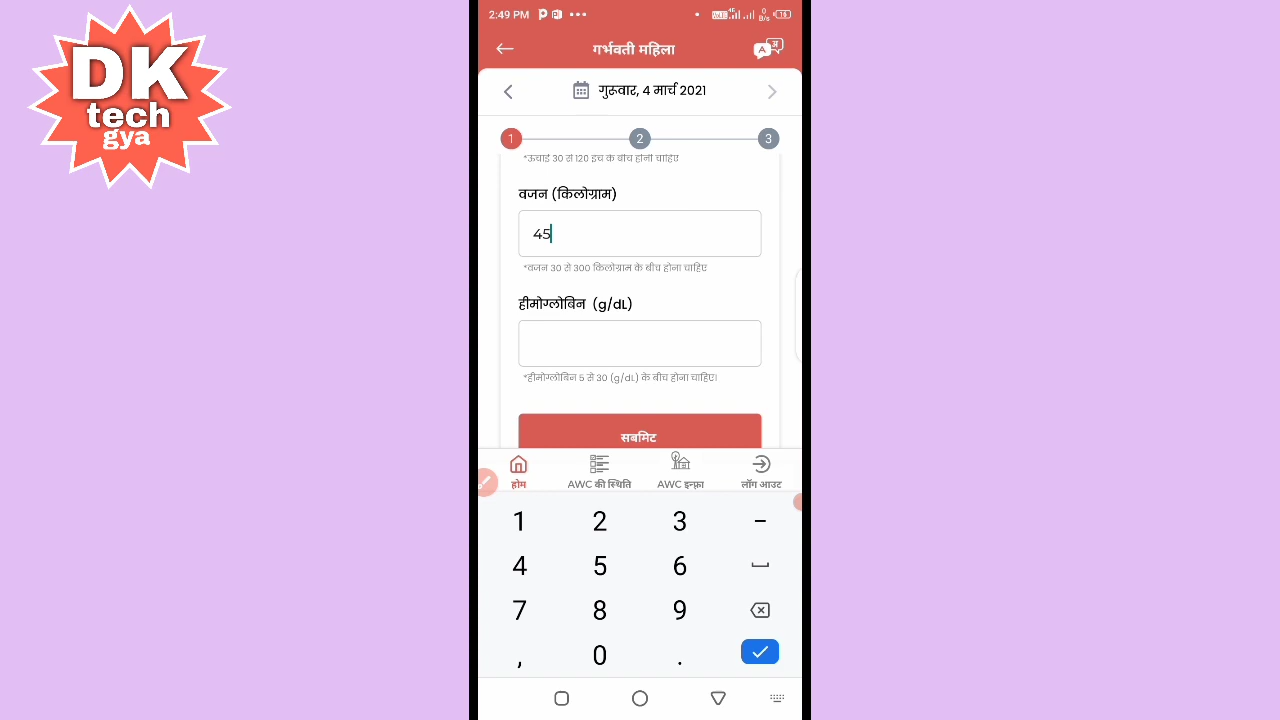 DK
tech
gya
2:49 PM
गर्भवती महिला
गुरूवार, 4 मार्च 2021
1 2 3
*ऊंचाई 30 से 120 इंच के बीच होनी चाहिए
वजन (किलोग्राम)
45
*वजन 30 से 300 किलोग्राम के बीच होना चाहिए
हीमोग्लोबिन (g/dL)
*हीमोग्लोबिन 5 से 30 (g/dL) के बीच होना चाहिए।
सबमिट
होम AWC की स्थिति AWC इन्फ्रा लॉग आउट
1 2 3 -
4 5 6
7 8 9
, 0 .